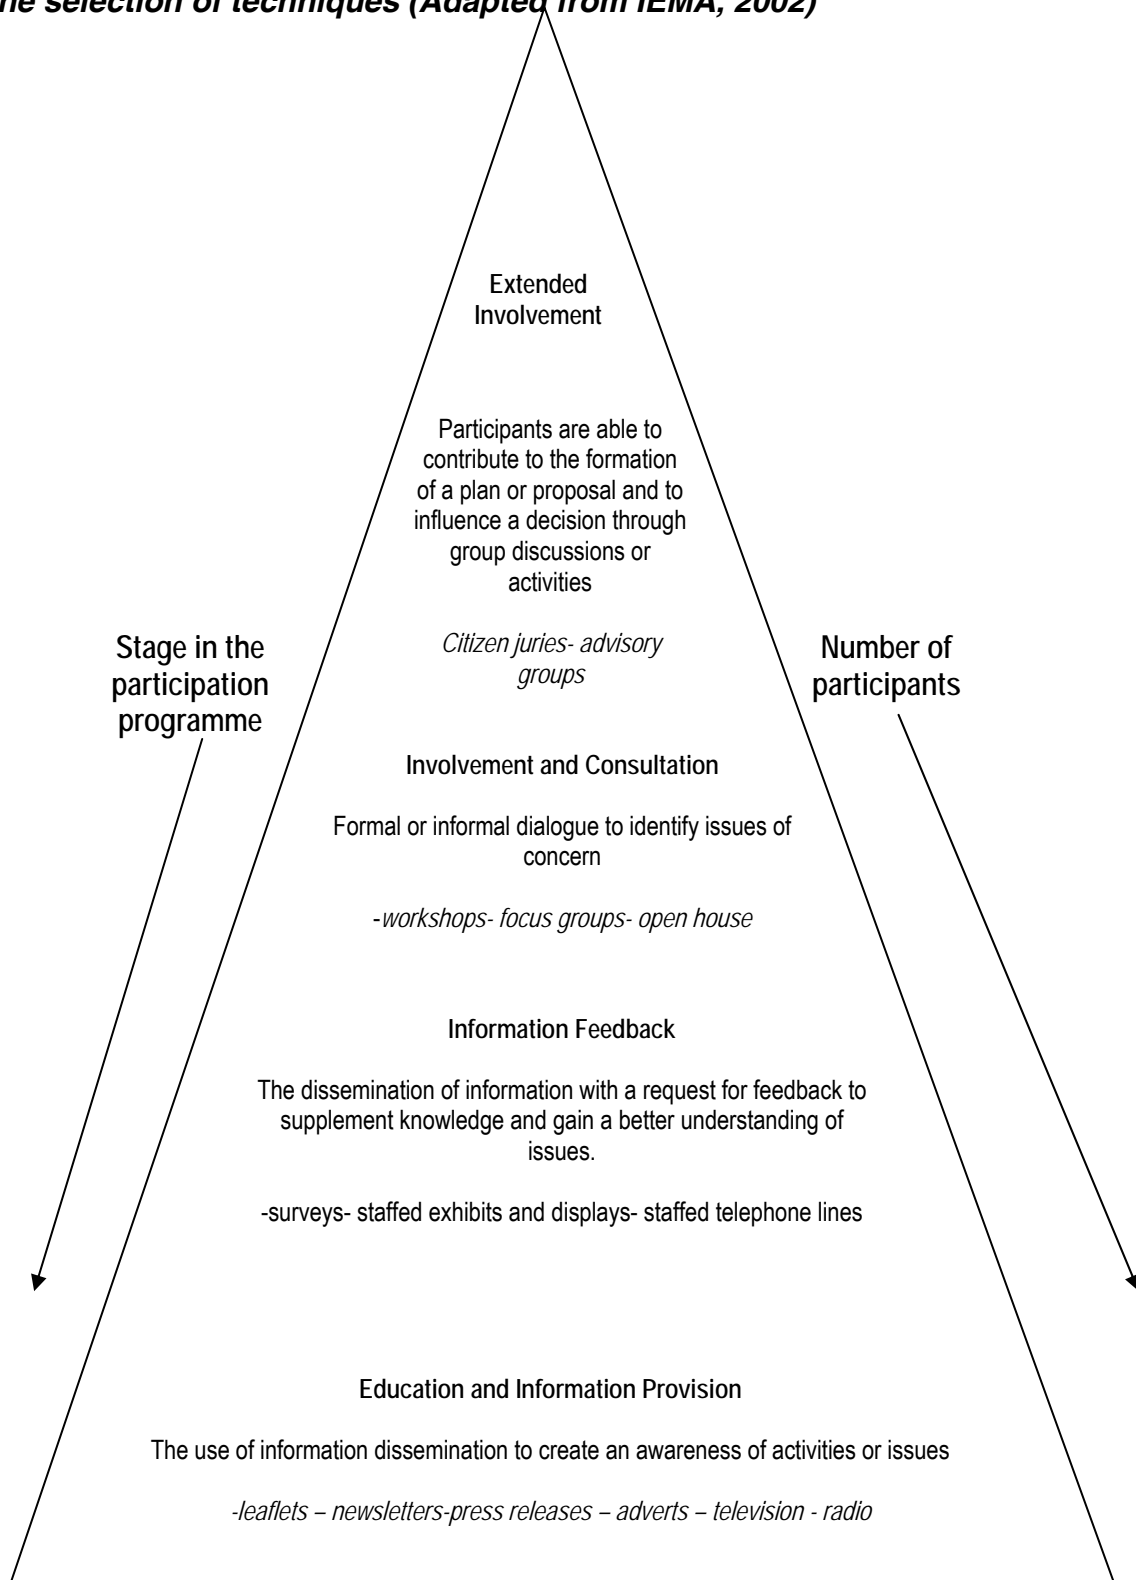 he selection of techniques (Adapted from IEMA, 2002)
Extended
Involvement
Participants are able to
contribute to the formation
of a plan or proposal and to
influence a decision through
group discussions or
activities
Citizen juries- advisory
groups
Stage in the
participation
programme
Number of
participants
Involvement and Consultation
Formal or informal dialogue to identify issues of
concern
-workshops- focus groups- open house
Information Feedback
The dissemination of information with a request for feedback to
supplement knowledge and gain a better understanding of
issues.
-surveys- staffed exhibits and displays- staffed telephone lines
Education and Information Provision
The use of information dissemination to create an awareness of activities or issues
-leaflets – newsletters-press releases – adverts – television - radio